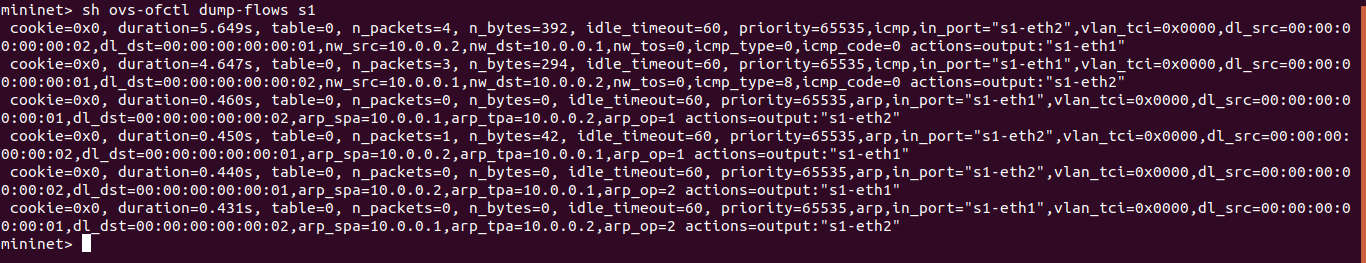 mininet> sh ovs-ofctl dump-flows s1
 cookie=0x0, duration=5.649s, table=0, n_packets=4, n_bytes=392, idle_timeout=60, priority=65535,icmp,in_port="s1-eth2",vlan_tci=0x0000,dl_src=00:00:0
0:00:00:02,dl_dst=00:00:00:00:00:01,nw_src=10.0.0.2,nw_dst=10.0.0.1,nw_tos=0,icmp_type=0,icmp_code=0 actions=output:"s1-eth1"
 cookie=0x0, duration=4.647s, table=0, n_packets=3, n_bytes=294, idle_timeout=60, priority=65535,icmp,in_port="s1-eth1",vlan_tci=0x0000,dl_src=00:00:0
0:00:00:01,dl_dst=00:00:00:00:00:02,nw_src=10.0.0.1,nw_dst=10.0.0.2,nw_tos=0,icmp_type=8,icmp_code=0 actions=output:"s1-eth2"
 cookie=0x0, duration=0.460s, table=0, n_packets=0, n_bytes=0, idle_timeout=60, priority=65535,arp,in_port="s1-eth1",vlan_tci=0x0000,dl_src=00:00:00:0
0:00:01,dl_dst=00:00:00:00:00:02,arp_spa=10.0.0.1,arp_tpa=10.0.0.2,arp_op=1 actions=output:"s1-eth2"
 cookie=0x0, duration=0.450s, table=0, n_packets=1, n_bytes=42, idle_timeout=60, priority=65535,arp,in_port="s1-eth2",vlan_tci=0x0000,dl_src=00:00:00:
00:00:02,dl_dst=00:00:00:00:00:01,arp_spa=10.0.0.2,arp_tpa=10.0.0.1,arp_op=1 actions=output:"s1-eth1"
 cookie=0x0, duration=0.440s, table=0, n_packets=0, n_bytes=0, idle_timeout=60, priority=65535,arp,in_port="s1-eth2",vlan_tci=0x0000,dl_src=00:00:00:0
0:00:02,dl_dst=00:00:00:00:00:01,arp_spa=10.0.0.2,arp_tpa=10.0.0.1,arp_op=2 actions=output:"s1-eth1"
 cookie=0x0, duration=0.431s, table=0, n_packets=0, n_bytes=0, idle_timeout=60, priority=65535,arp,in_port="s1-eth1",vlan_tci=0x0000,dl_src=00:00:00:0
0:00:01,dl_dst=00:00:00:00:00:02,arp_spa=10.0.0.1,arp_tpa=10.0.0.2,arp_op=2 actions=output:"s1-eth2"
mininet>